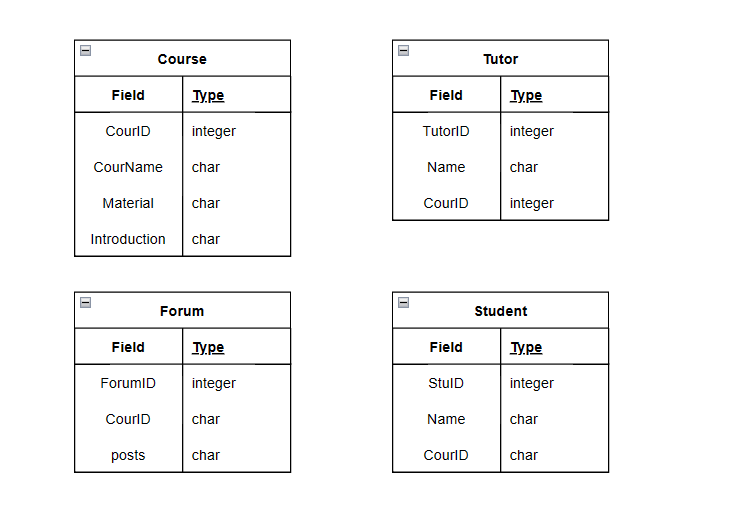 Course
Field Type
CourID integer
CourName char
Material char
Introduction char
Tutor
Field Type
TutorID integer
Name char
CourID integer
Forum
Field Type
ForumID integer
CourID char
posts char
Student
Field Type
StuID integer
Name char
CourID char